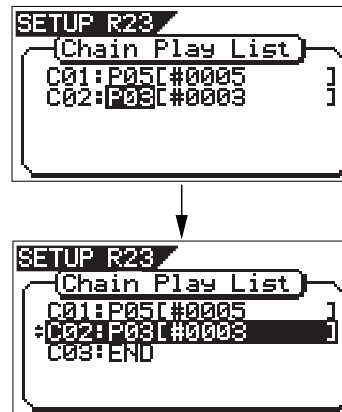 SETUP R23
Chain Play List
C01:P05[#0005 ]
C02:P03[#0003 ]
SETUP R23
Chain Play List
C01:P05[#0005 ]
C02:P03[#0003 ]
C03:END